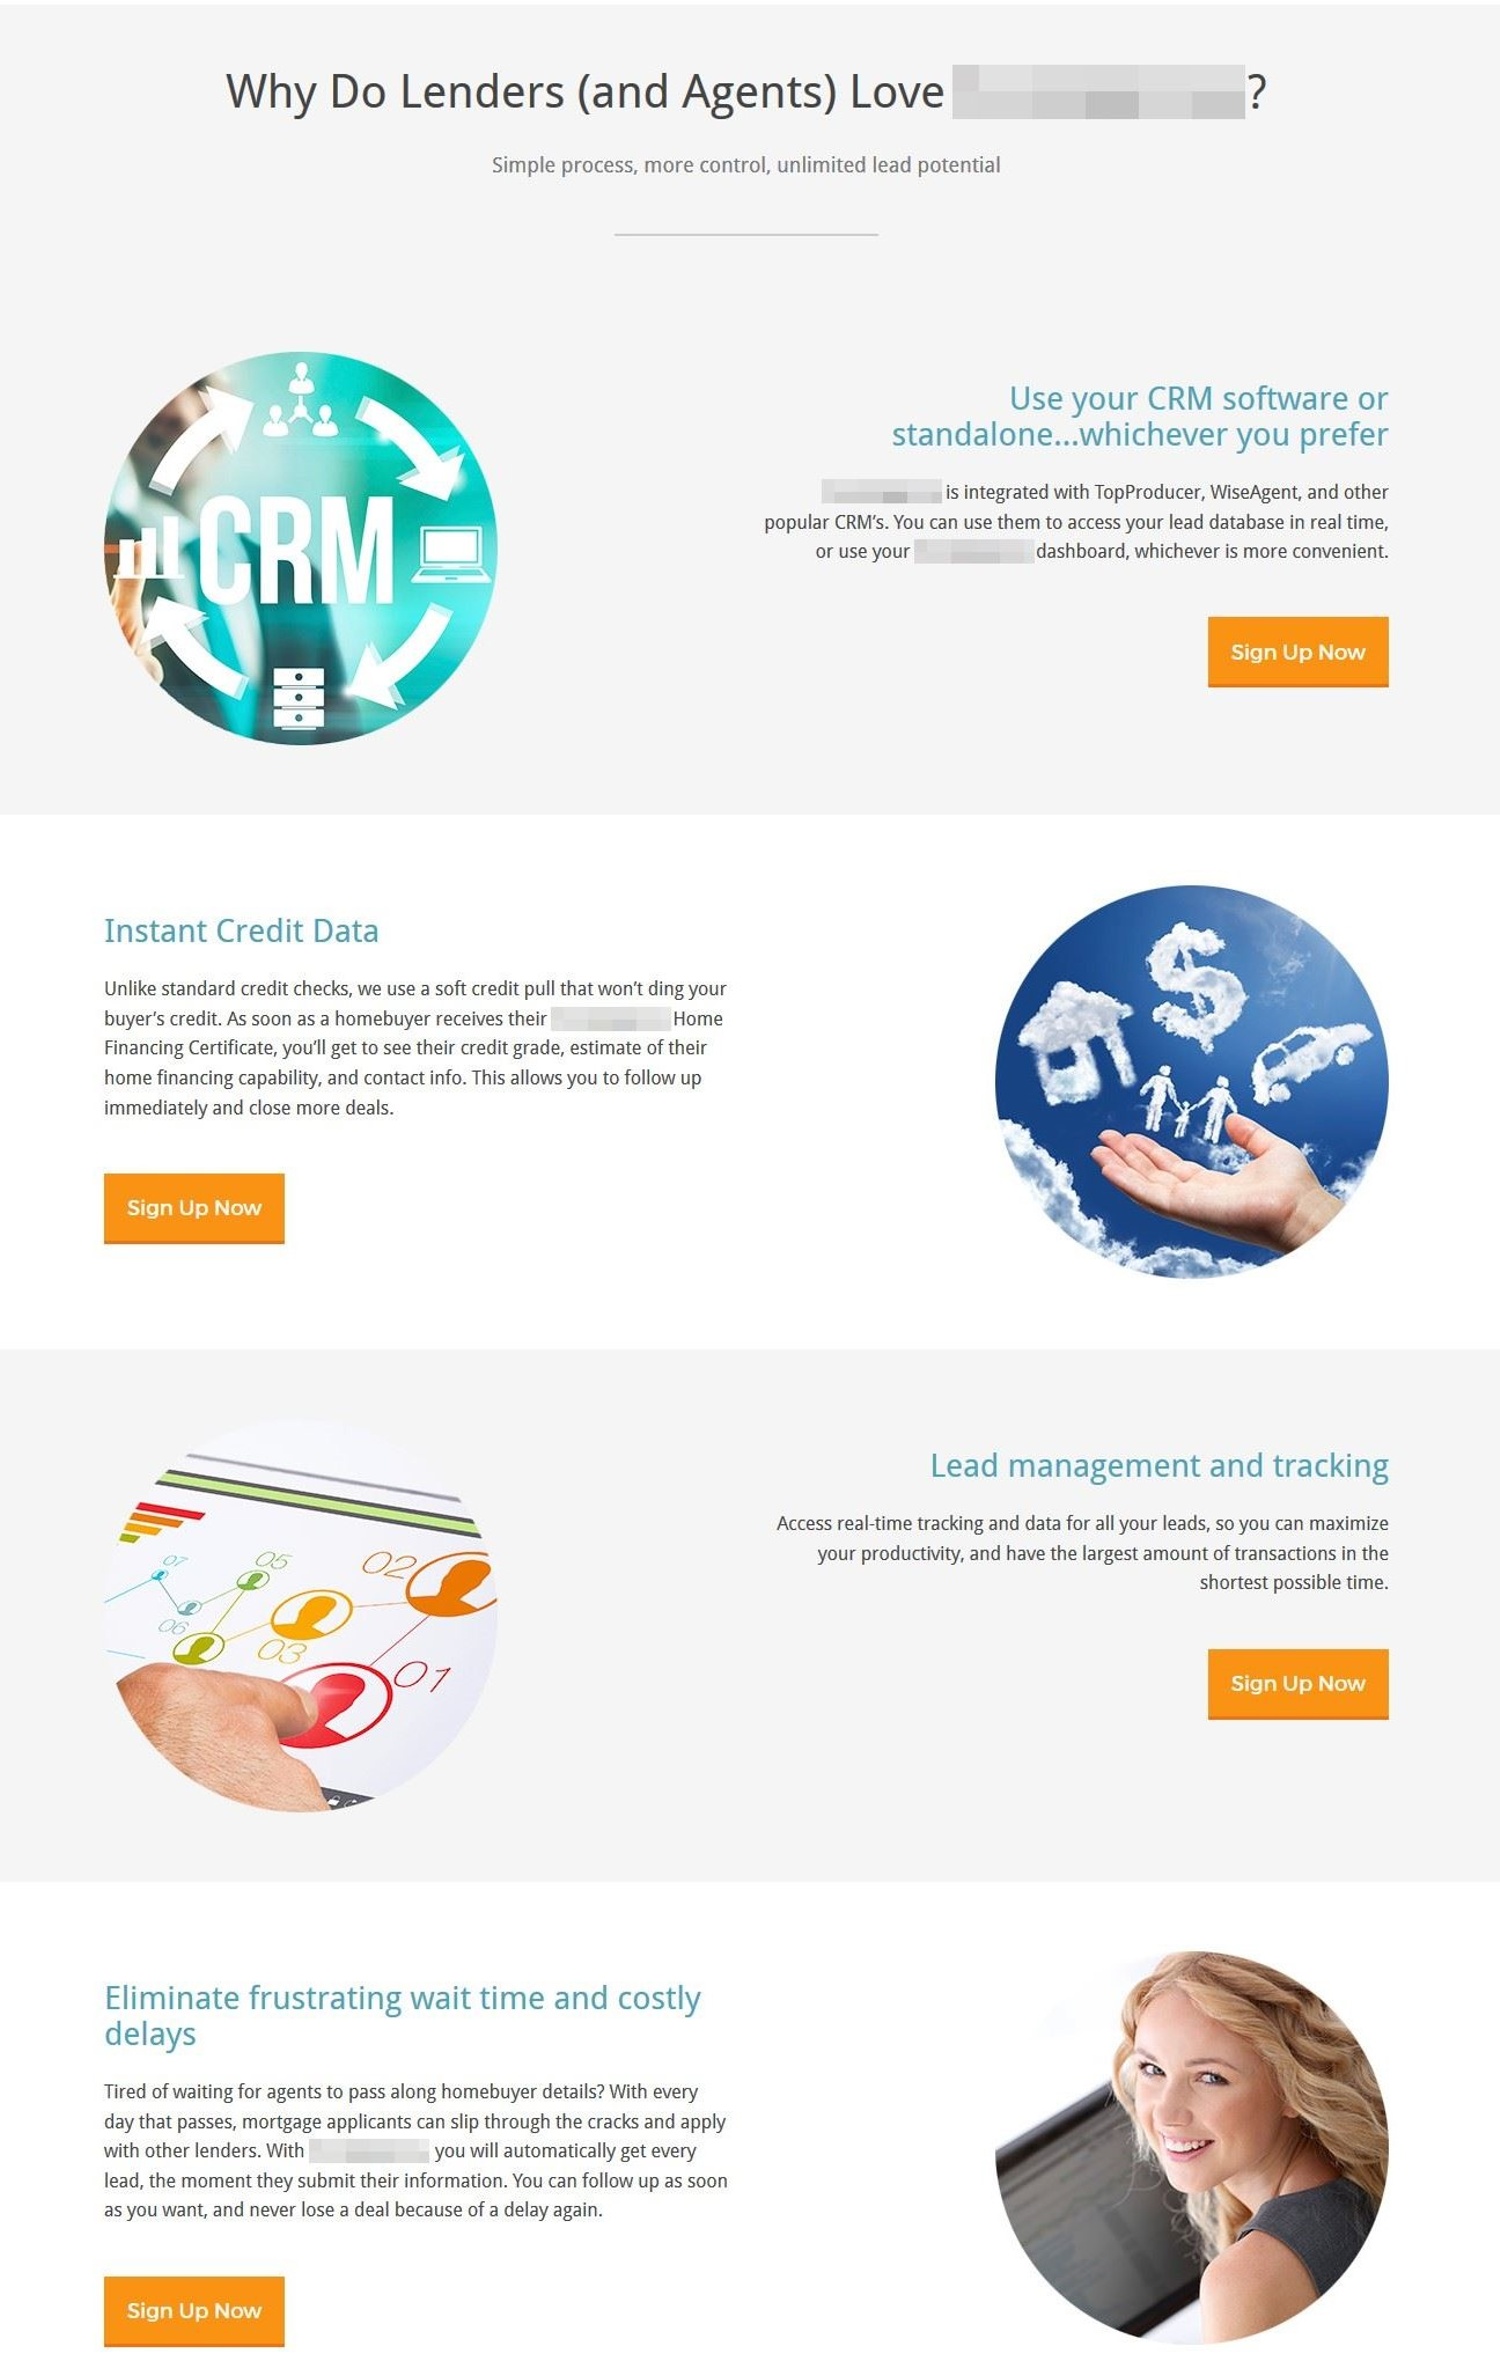 Why Do Lenders (and Agents) Love ?
Simple process, more control, unlimited lead potential
CRM
Use your CRM software or
standalone...whichever you prefer
is integrated with TopProducer, WiseAgent, and other
popular CRM’s. You can use them to access your lead database in real time,
or use your dashboard, whichever is more convenient.
Sign Up Now
Instant Credit Data
Unlike standard credit checks, we use a soft credit pull that won’t ding your
buyer’s credit. As soon as a homebuyer receives their Home
Financing Certificate, you’ll get to see their credit grade, estimate of their
home financing capability, and contact info. This allows you to follow up
immediately and close more deals.
Sign Up Now
$
07
05
02
06
03
01
Lead management and tracking
Access real-time tracking and data for all your leads, so you can maximize
your productivity, and have the largest amount of transactions in the
shortest possible time.
Sign Up Now
Eliminate frustrating wait time and costly
delays
Tired of waiting for agents to pass along homebuyer details? With every
day that passes, mortgage applicants can slip through the cracks and apply
with other lenders. With you will automatically get every
lead, the moment they submit their information. You can follow up as soon
as you want, and never lose a deal because of a delay again.
Sign Up Now